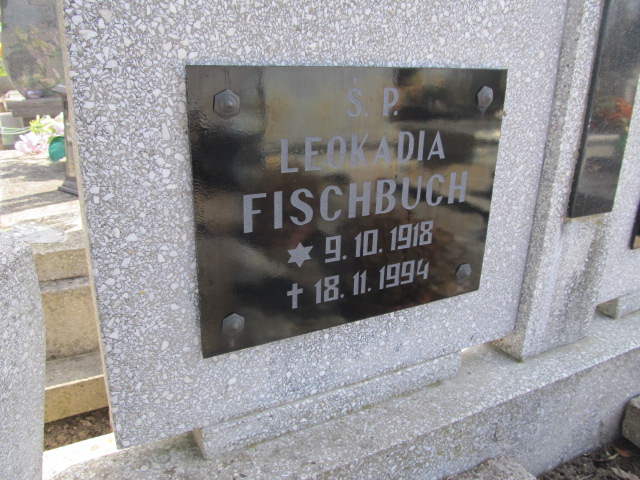 Ś. P.
LEOKADIA
FISCHBUCH
✶ 9. 10. 1918
† 18. 11. 1994